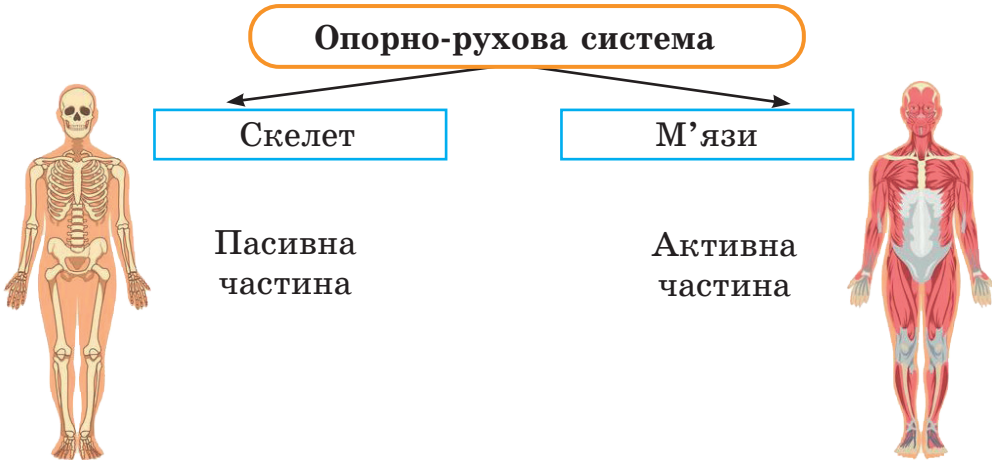 Опорно-рухова система
Скелет
М’язи
Пасивна
частина
Активна
частина